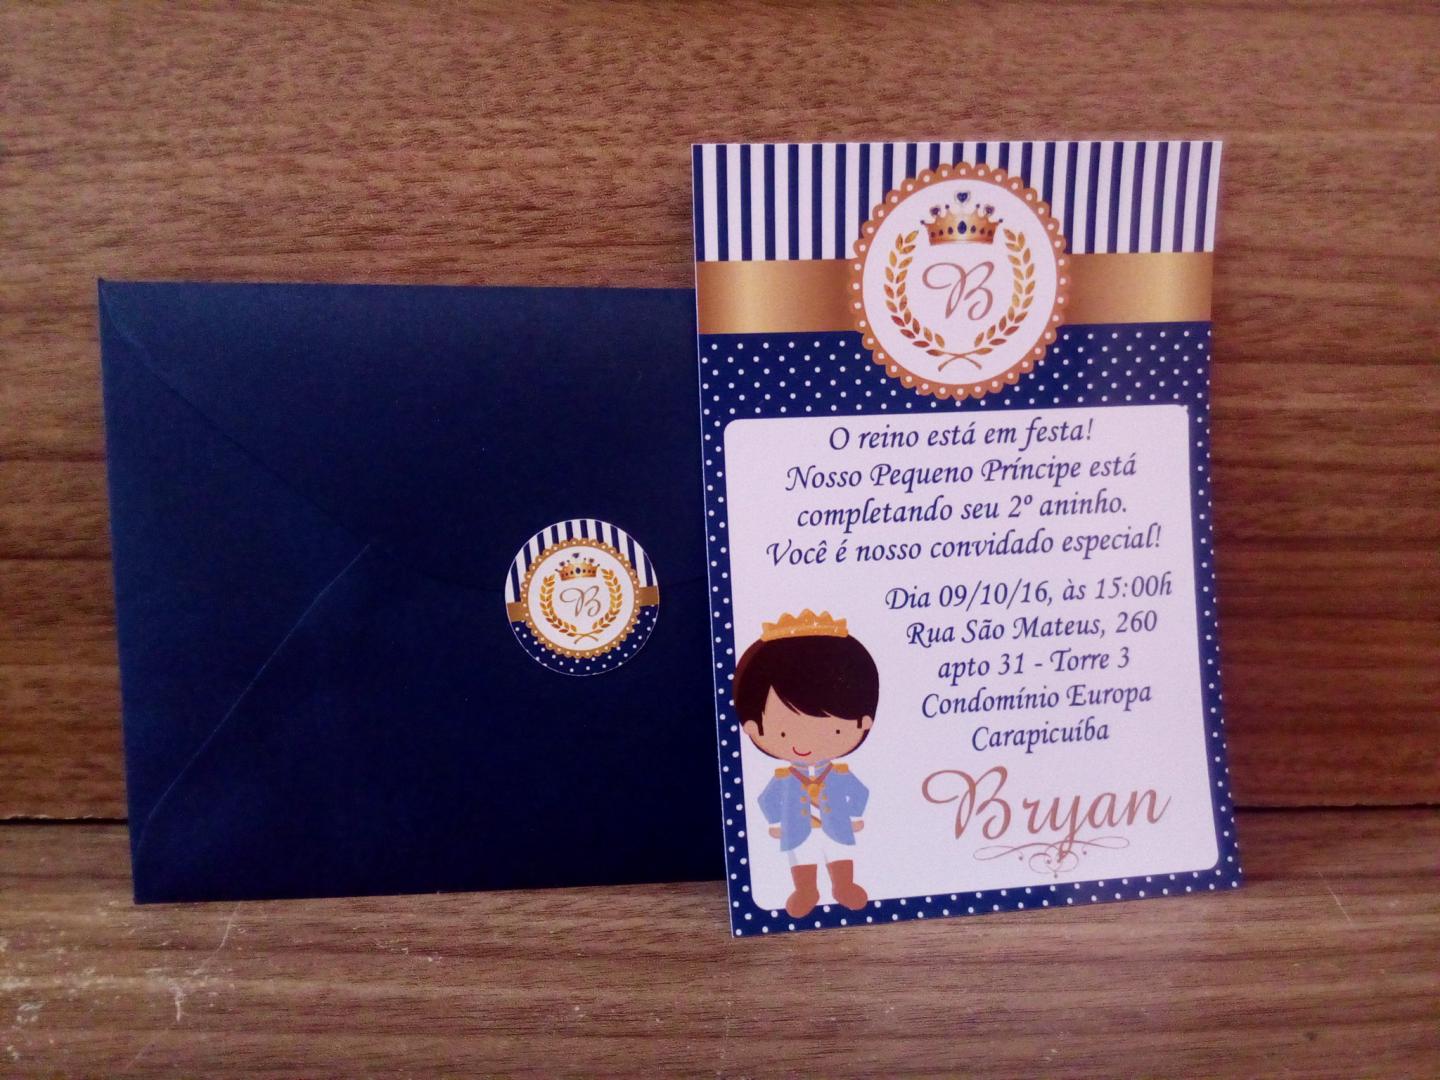 B
O reino está em festa!
Nosso Pequeno Príncipe está
completando seu 2º aninho.
Você é nosso convidado especial!
Dia 09/10/16, às 15:00h
Rua São Mateus, 260
apto 31 - Torre 3
Condomínio Europa
Carapicuíba
Bryan
B